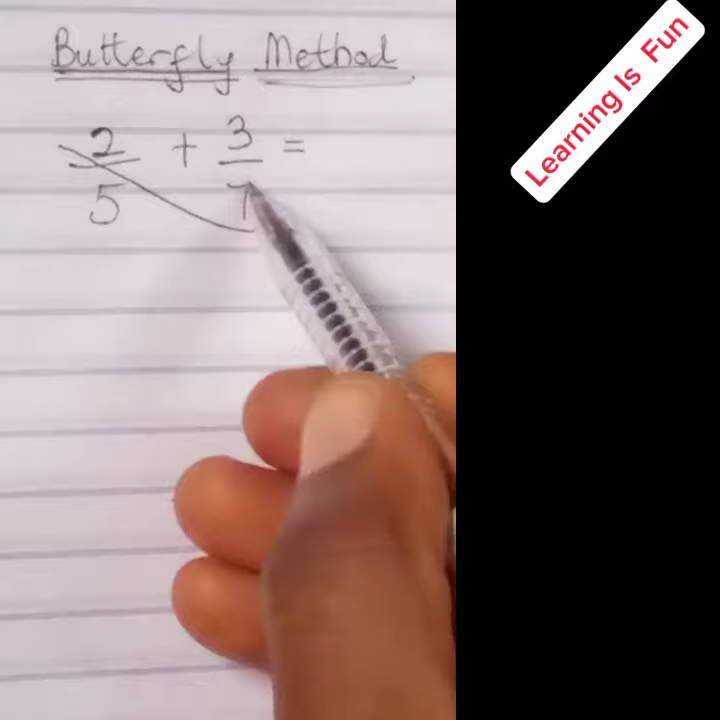 Butterfly Method
2/5 + 3/7 =
Learning Is Fun